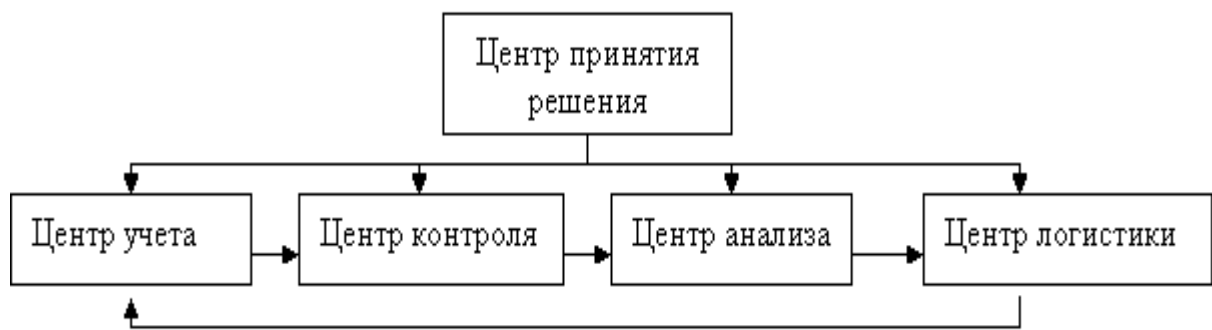 Центр принятия
решения
Центр учета
Центр контроля
Центр анализа
Центр логистики